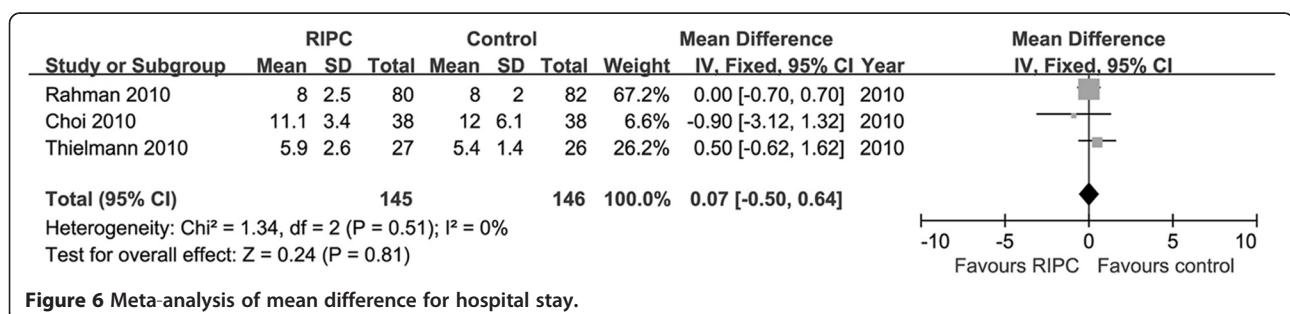 RIPC Control Mean Difference Mean Difference
Study or Subgroup Mean SD Total Mean SD Total Weight IV, Fixed, 95% CI Year IV, Fixed, 95% CI
Rahman 2010 8 2.5 80 8 2 82 67.2% 0.00 [-0.70, 0.70] 2010
Choi 2010 11.1 3.4 38 12 6.1 38 6.6% -0.90 [-3.12, 1.32] 2010
Thielmann 2010 5.9 2.6 27 5.4 1.4 26 26.2% 0.50 [-0.62, 1.62] 2010
Total (95% CI) 145 146 100.0% 0.07 [-0.50, 0.64]
Heterogeneity: Chi² = 1.34, df = 2 (P = 0.51); I² = 0%
Test for overall effect: Z = 0.24 (P = 0.81)
-10 -5 0 5 10
Favours RIPC Favours control
Figure 6 Meta-analysis of mean difference for hospital stay.